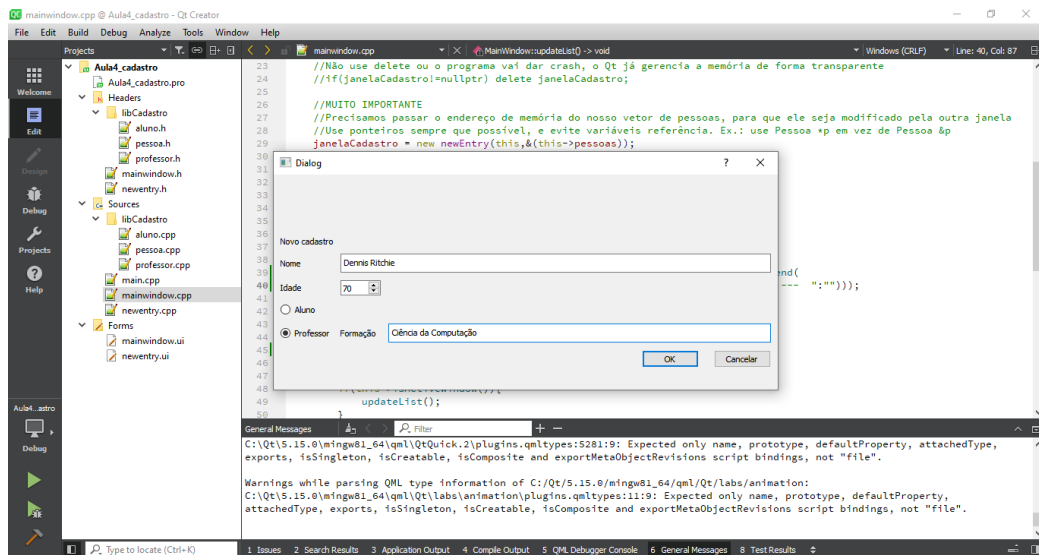 mainwindow.cpp @ Aula4_cadastro - Qt Creator
File Edit Build Debug Analyze Tools Window Help
Projects
mainwindow.cpp
MainWindow::updateList() -> void
Windows (CRLF)
Line: 40, Col: 87
Welcome
Edit
Design
Debug
Projects
Help
Aula4...astro
Debug
Aula4_cadastro
Aula4_cadastro.pro
Headers
libCadastro
aluno.h
pessoa.h
professor.h
mainwindow.h
newentry.h
Sources
libCadastro
aluno.cpp
pessoa.cpp
professor.cpp
main.cpp
mainwindow.cpp
newentry.cpp
Forms
mainwindow.ui
newentry.ui
23 //Não use delete ou o programa vai dar crash, o Qt já gerencia a memória de forma transparente
24 //if(janelaCadastro!=nullptr) delete janelaCadastro;
25
26 //MUITO IMPORTANTE
27 //Precisamos passar o endereço de memória do nosso vetor de pessoas, para que ele seja modificado pela outra janela
28 //Use ponteiros sempre que possível, e evite variáveis referência. Ex.: use Pessoa *p em vez de Pessoa &p
29 janelaCadastro = new newEntry(this,&(this->pessoas));
30
31
32
33
34
35
36
37
38
39 end(
40 --- ":"")));
41
42
43
44
45
46
47
48
49 updateList();
50 }
Dialog
? X
Novo cadastro
Nome Dennis Ritchie
Idade 70
Aluno
Professor Formação Ciência da Computação
OK Cancelar
General Messages
Filter
C:\Qt\5.15.0\mingw81_64\qml\QtQuick.2\plugins.qmltypes:5281:9: Expected only name, prototype, defaultProperty, attachedType,
exports, isSingleton, isCreatable, isComposite and exportMetaObjectRevisions script bindings, not "file".
Warnings while parsing QML type information of C:/Qt/5.15.0/mingw81_64/qml/Qt/labs/animation:
C:\Qt\5.15.0\mingw81_64\qml\Qt\labs\animation\plugins.qmltypes:11:9: Expected only name, prototype, defaultProperty,
attachedType, exports, isSingleton, isCreatable, isComposite and exportMetaObjectRevisions script bindings, not "file".
Type to locate (Ctrl+K)
1 Issues 2 Search Results 3 Application Output 4 Compile Output 5 QML Debugger Console 6 General Messages 8 Test Results